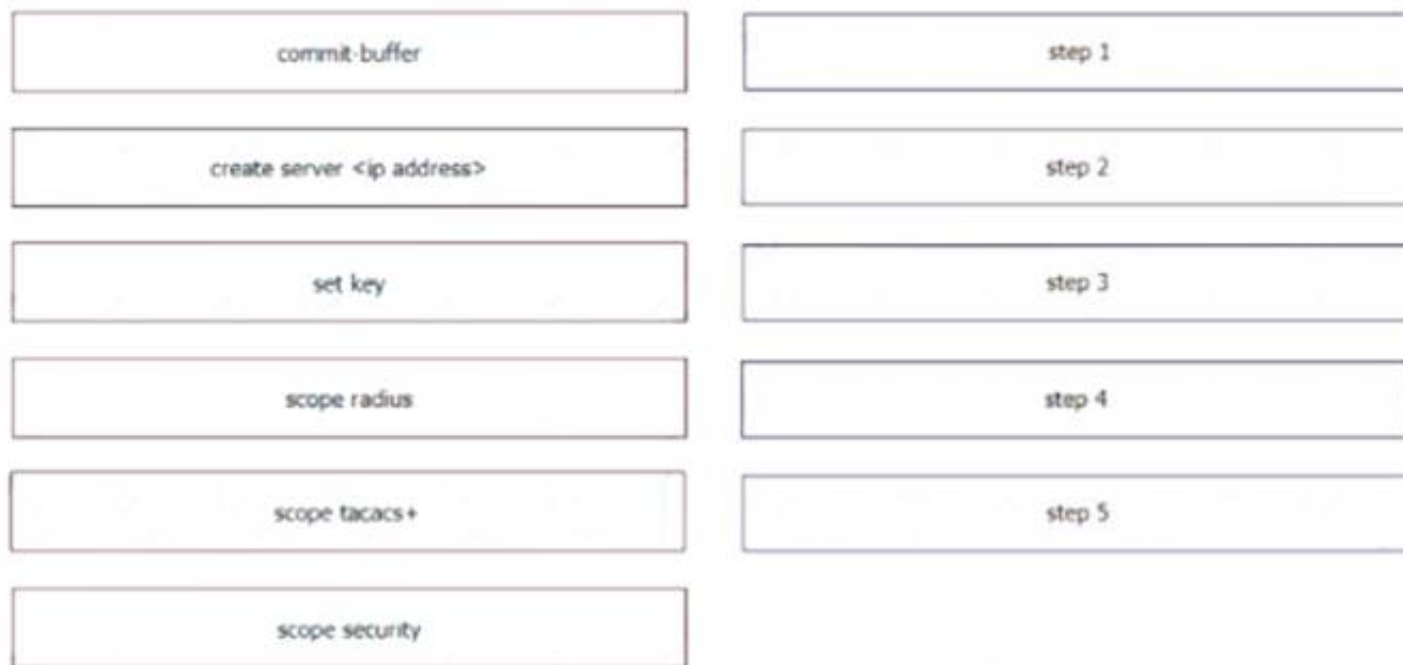 commit-buffer
step 1
create server <ip address>
step 2
set key
step 3
scope radius
step 4
scope tacacs+
step 5
scope security